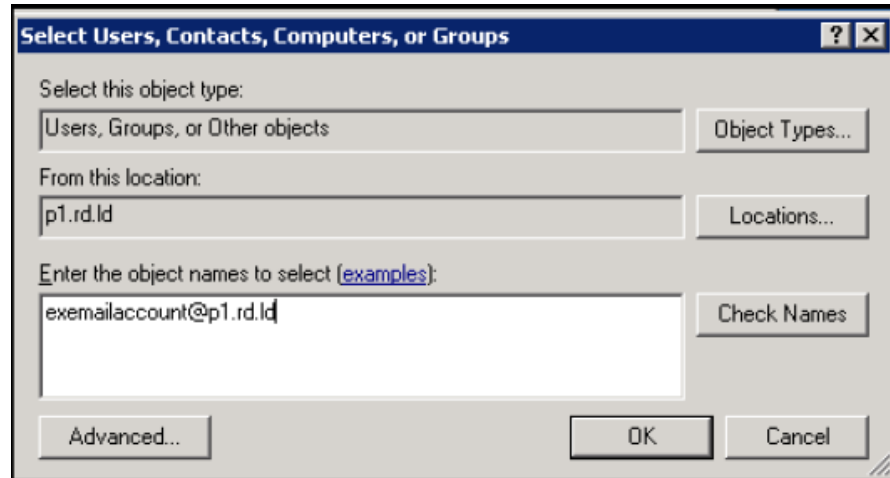 Select Users, Contacts, Computers, or Groups
Select this object type:
Users, Groups, or Other objects
Object Types...
From this location:
p1.rd.ld
Locations...
Enter the object names to select (examples):
exemailaccount@p1.rd.ld
Check Names
Advanced...
OK
Cancel